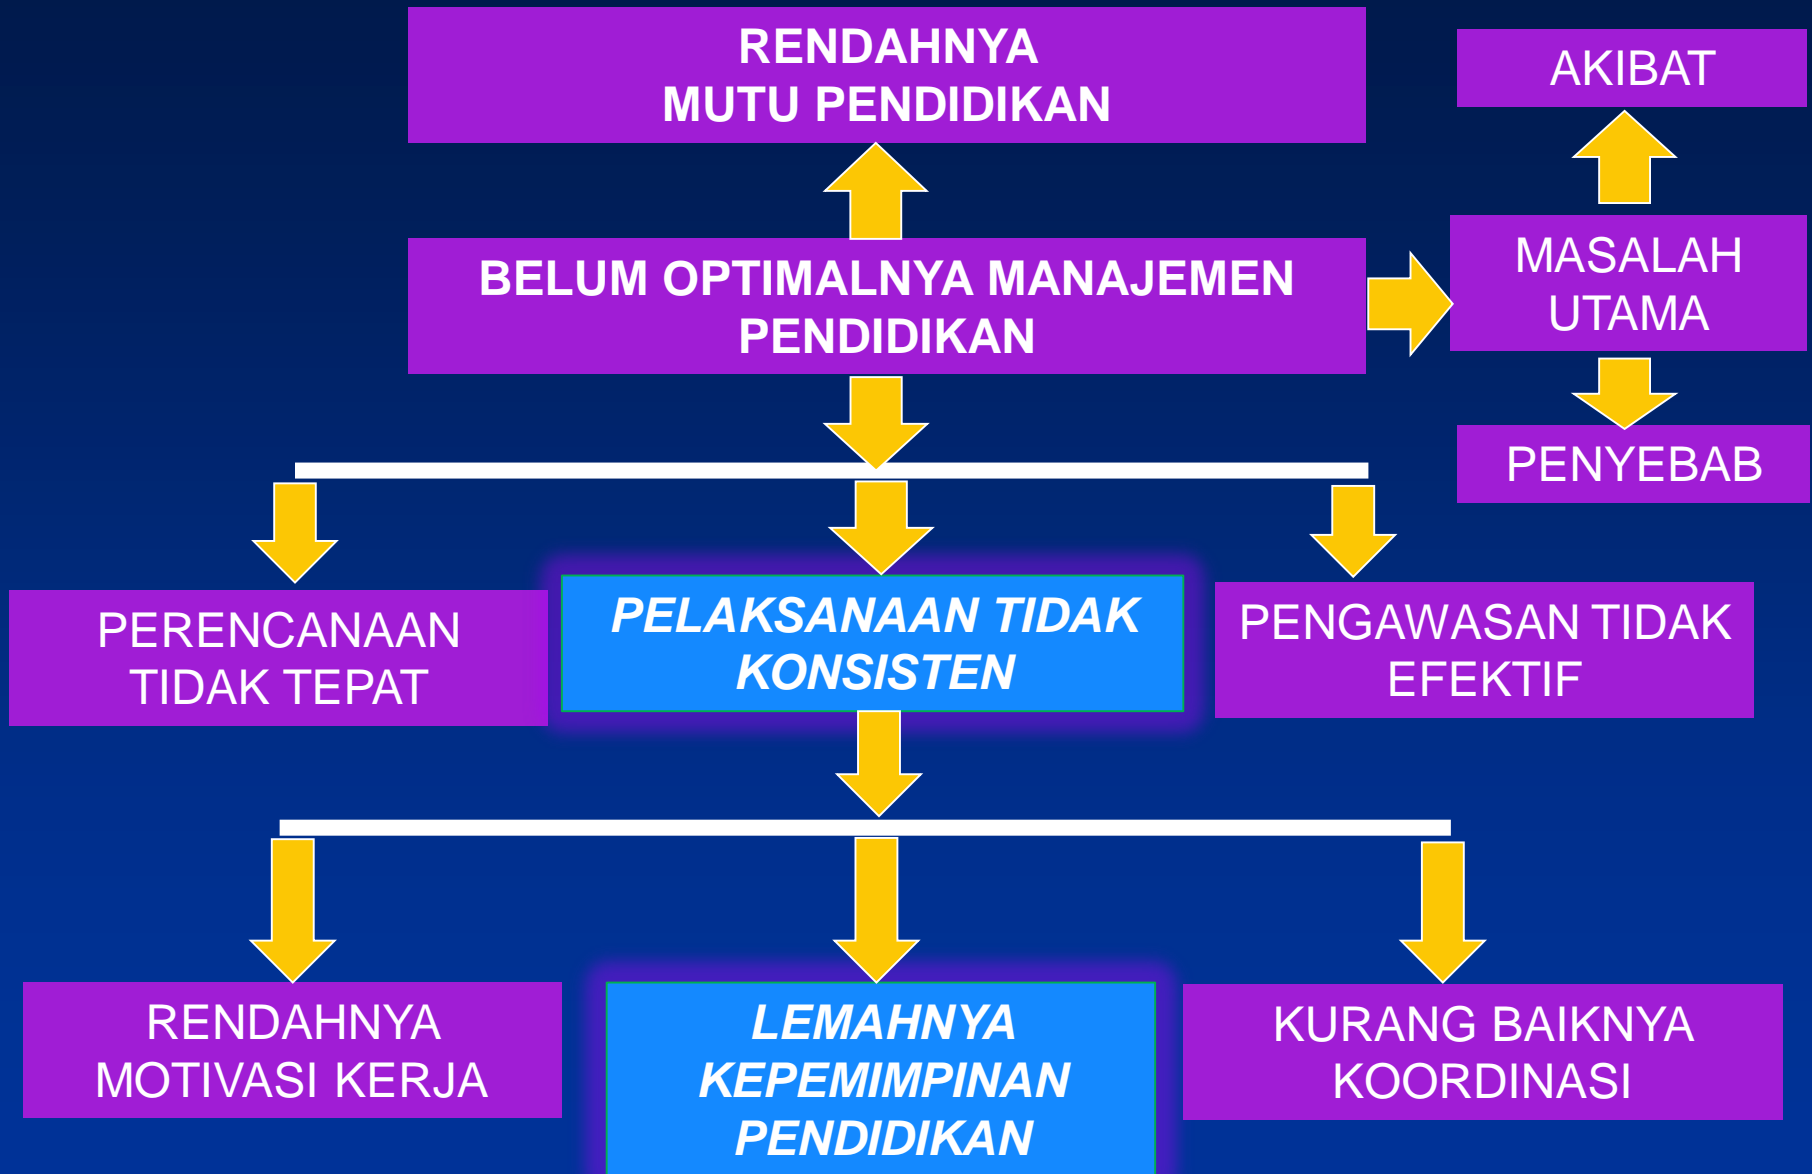 RENDAHNYA
MUTU PENDIDIKAN
AKIBAT
BELUM OPTIMALNYA MANAJEMEN
PENDIDIKAN
MASALAH
UTAMA
PENYEBAB
PERENCANAAN
TIDAK TEPAT
PELAKSANAAN TIDAK
KONSISTEN
PENGAWASAN TIDAK
EFEKTIF
RENDAHNYA
MOTIVASI KERJA
LEMAHNYA
KEPEMIMPINAN
PENDIDIKAN
KURANG BAIKNYA
KOORDINASI